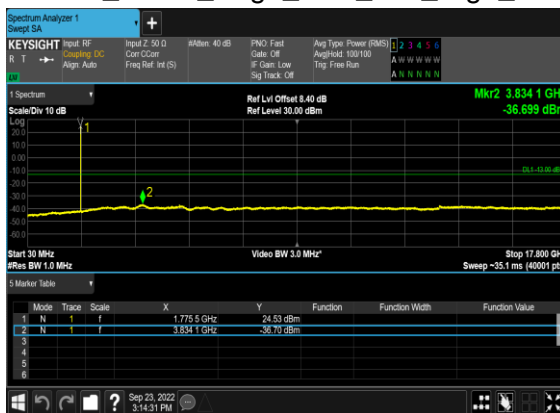 Spectrum Analyzer 1
Swept SA
+
KEYSIGHT Input: RF Input Z: 50 Ω #Atten: 40 dB PNO: Fast Avg Type: Power (RMS) 1 2 3 4 5 6
R T Coupling: DC Corr CCorr Gate: Off Avg|Hold: 100/100 A W W W W W
Align: Auto Freq Ref: Int (S) IF Gain: Low Trig: Free Run
LU Sig Track: Off A N N N N N
1 Spectrum Ref Lvl Offset 8.40 dB Mkr2 3.834 1 GH
Scale/Div 10 dB Ref Level 30.00 dBm -36.699 dBr
Log
20.0
10.0
0.00
-10.0
DL1 -13.00 dB
-20.0
-30.0
-40.0
-50.0
-60.0
1
2
Start 30 MHz Video BW 3.0 MHz* Stop 17.800 GH
#Res BW 1.0 MHz Sweep ~35.1 ms (40001 pt
5 Marker Table
Mode Trace Scale X Y Function Function Width Function Value
1 N 1 f 1.775 5 GHz 24.53 dBm
2 N 1 f 3.834 1 GHz -36.70 dBm
3
4
5
6
? Sep 23, 2022
3:14:31 PM